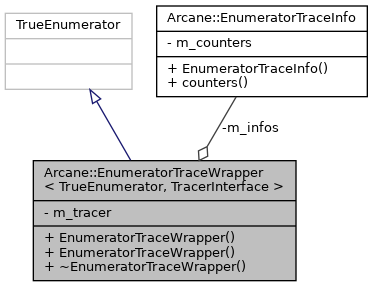 TrueEnumerator
Arcane::EnumeratorTraceInfo
- m_counters
+ EnumeratorTraceInfo()
+ counters()
-m_infos
Arcane::EnumeratorTraceWrapper
< TrueEnumerator, TracerInterface >
- m_tracer
+ EnumeratorTraceWrapper()
+ EnumeratorTraceWrapper()
+ ~EnumeratorTraceWrapper()